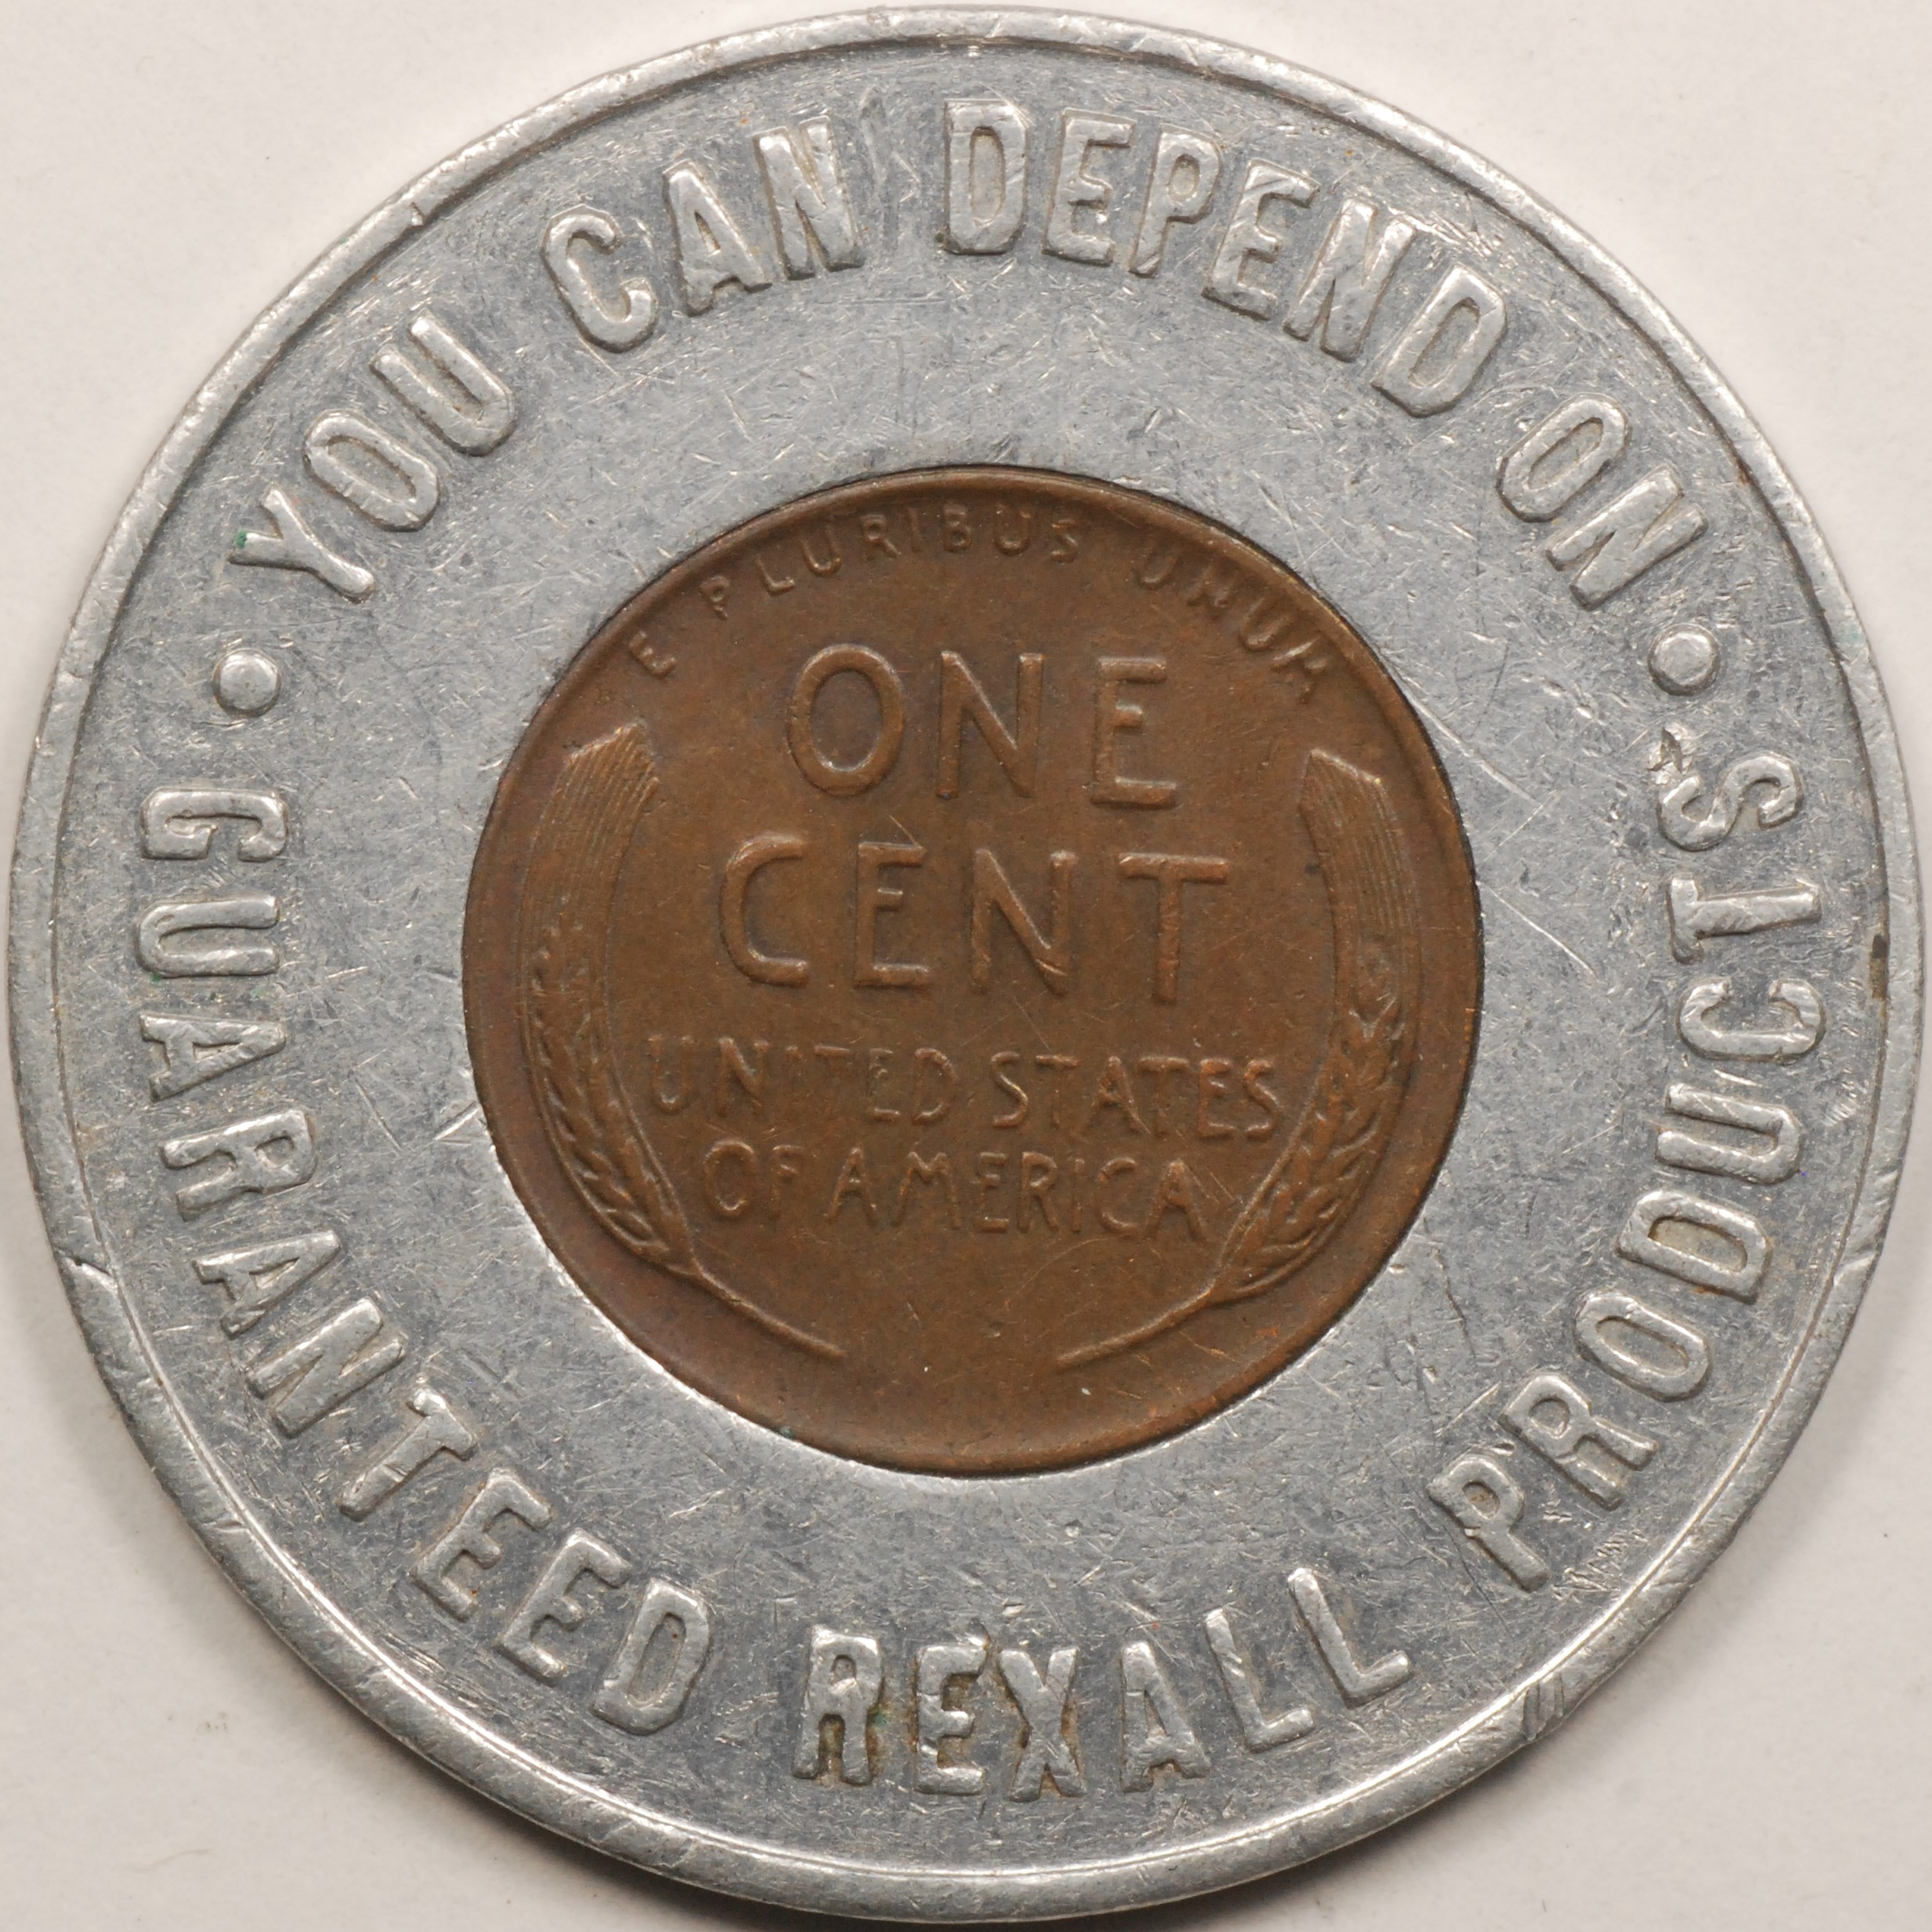 YOU CAN DEPEND ON
GUARANTEED REXALL PRODUCTS
E PLURIBUS UNUM
ONE
CENT
UNITED STATES
OF AMERICA